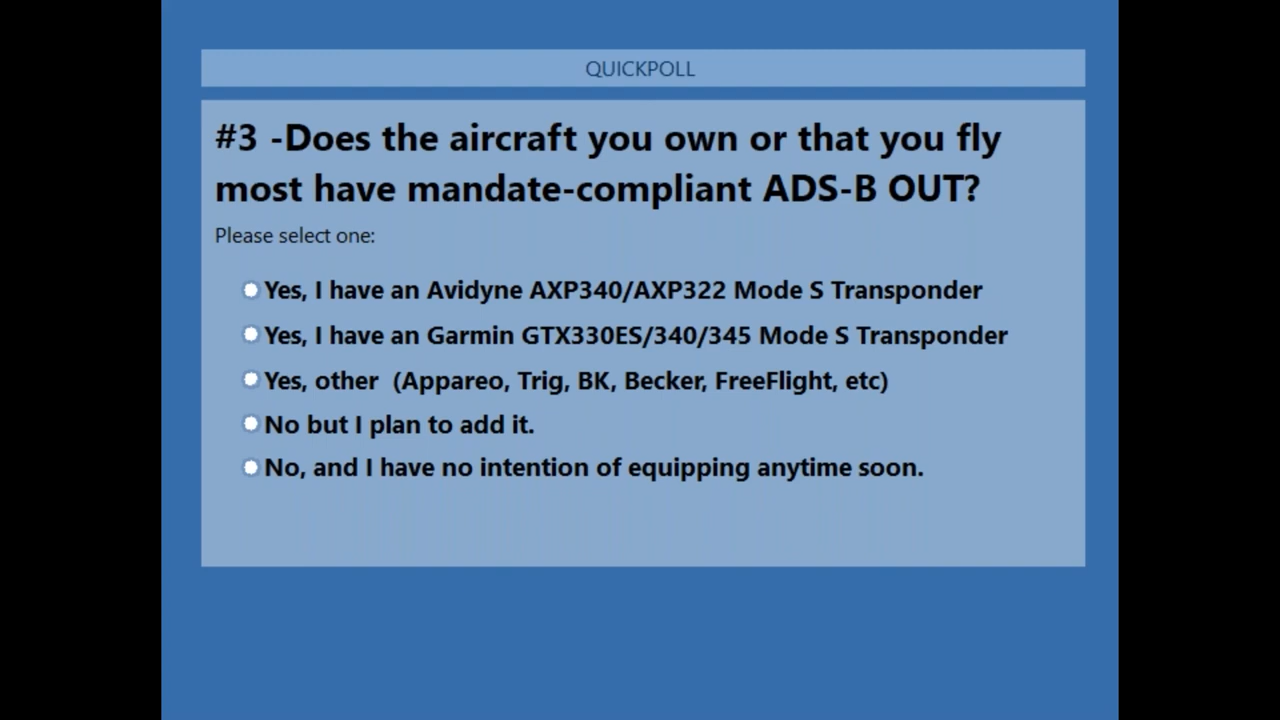 QUICKPOLL
#3 -Does the aircraft you own or that you fly
most have mandate-compliant ADS-B OUT?
Please select one:
Yes, I have an Avidyne AXP340/AXP322 Mode S Transponder
Yes, I have an Garmin GTX330ES/340/345 Mode S Transponder
Yes, other  (Appareo, Trig, BK, Becker, FreeFlight, etc)
No but I plan to add it.
No, and I have no intention of equipping anytime soon.